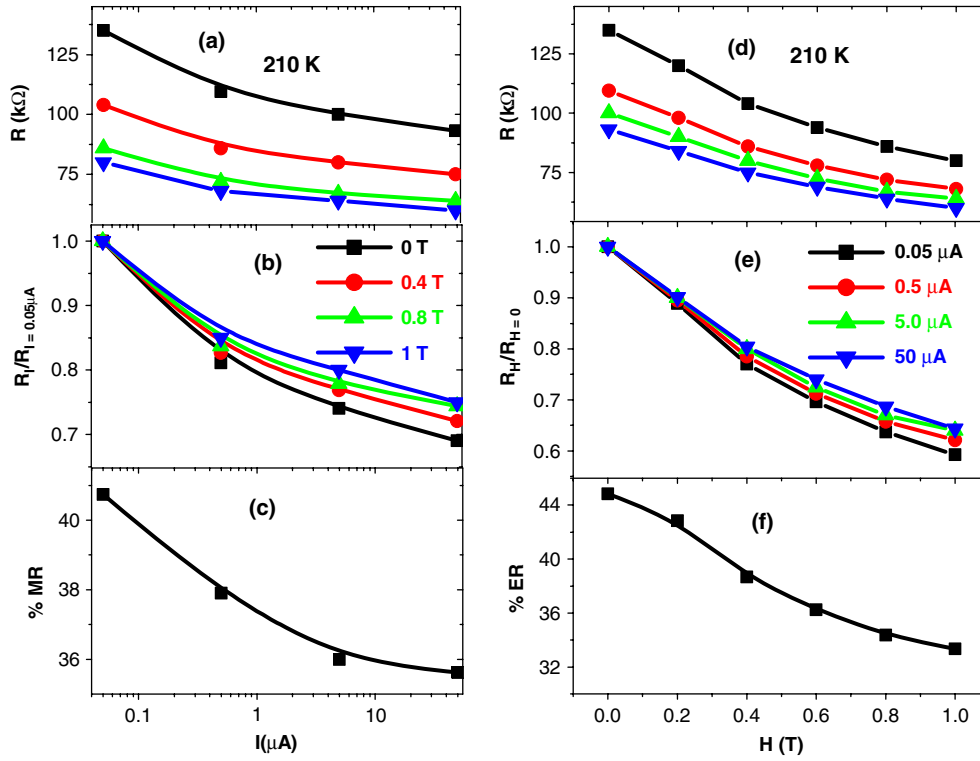 (a)
210 K
R (kΩ)
125
100
75
(b)
0 T
0.4 T
0.8 T
1 T
R_I/R_I = 0.05μA
1.0
0.9
0.8
0.7
(c)
% MR
40
38
36
0.1
1
10
I(μA)
(d)
210 K
R (kΩ)
125
100
75
(e)
0.05 μA
0.5 μA
5.0 μA
50 μA
R_H/R_H = 0
1.0
0.9
0.8
0.7
0.6
(f)
% ER
44
40
36
32
0.0
0.2
0.4
0.6
0.8
1.0
H (T)